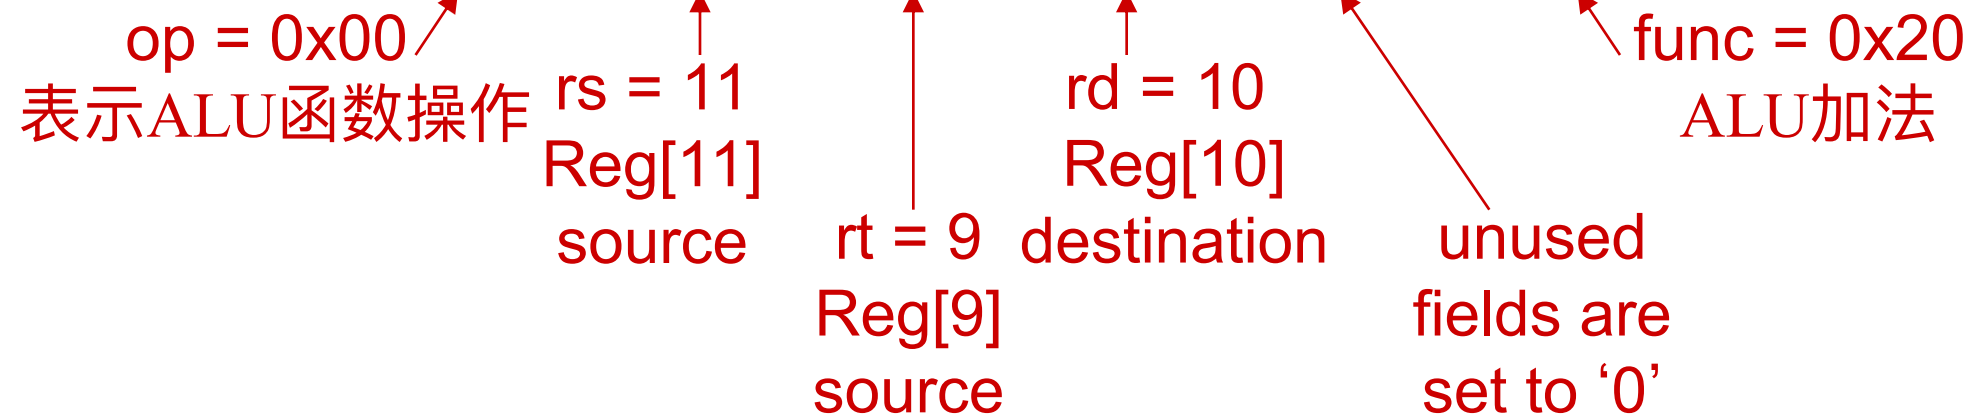 op = 0x00
表示ALU函数操作
rs = 11
Reg[11]
source
rt = 9
Reg[9]
source
rd = 10
Reg[10]
destination
unused
fields are
set to ‘0’
func = 0x20
ALU加法